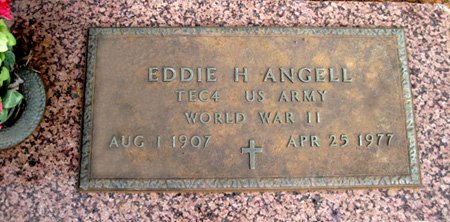 EDDIE H ANGELL
TEC4 US ARMY
WORLD WAR II
AUG 1 1907 APR 25 1977